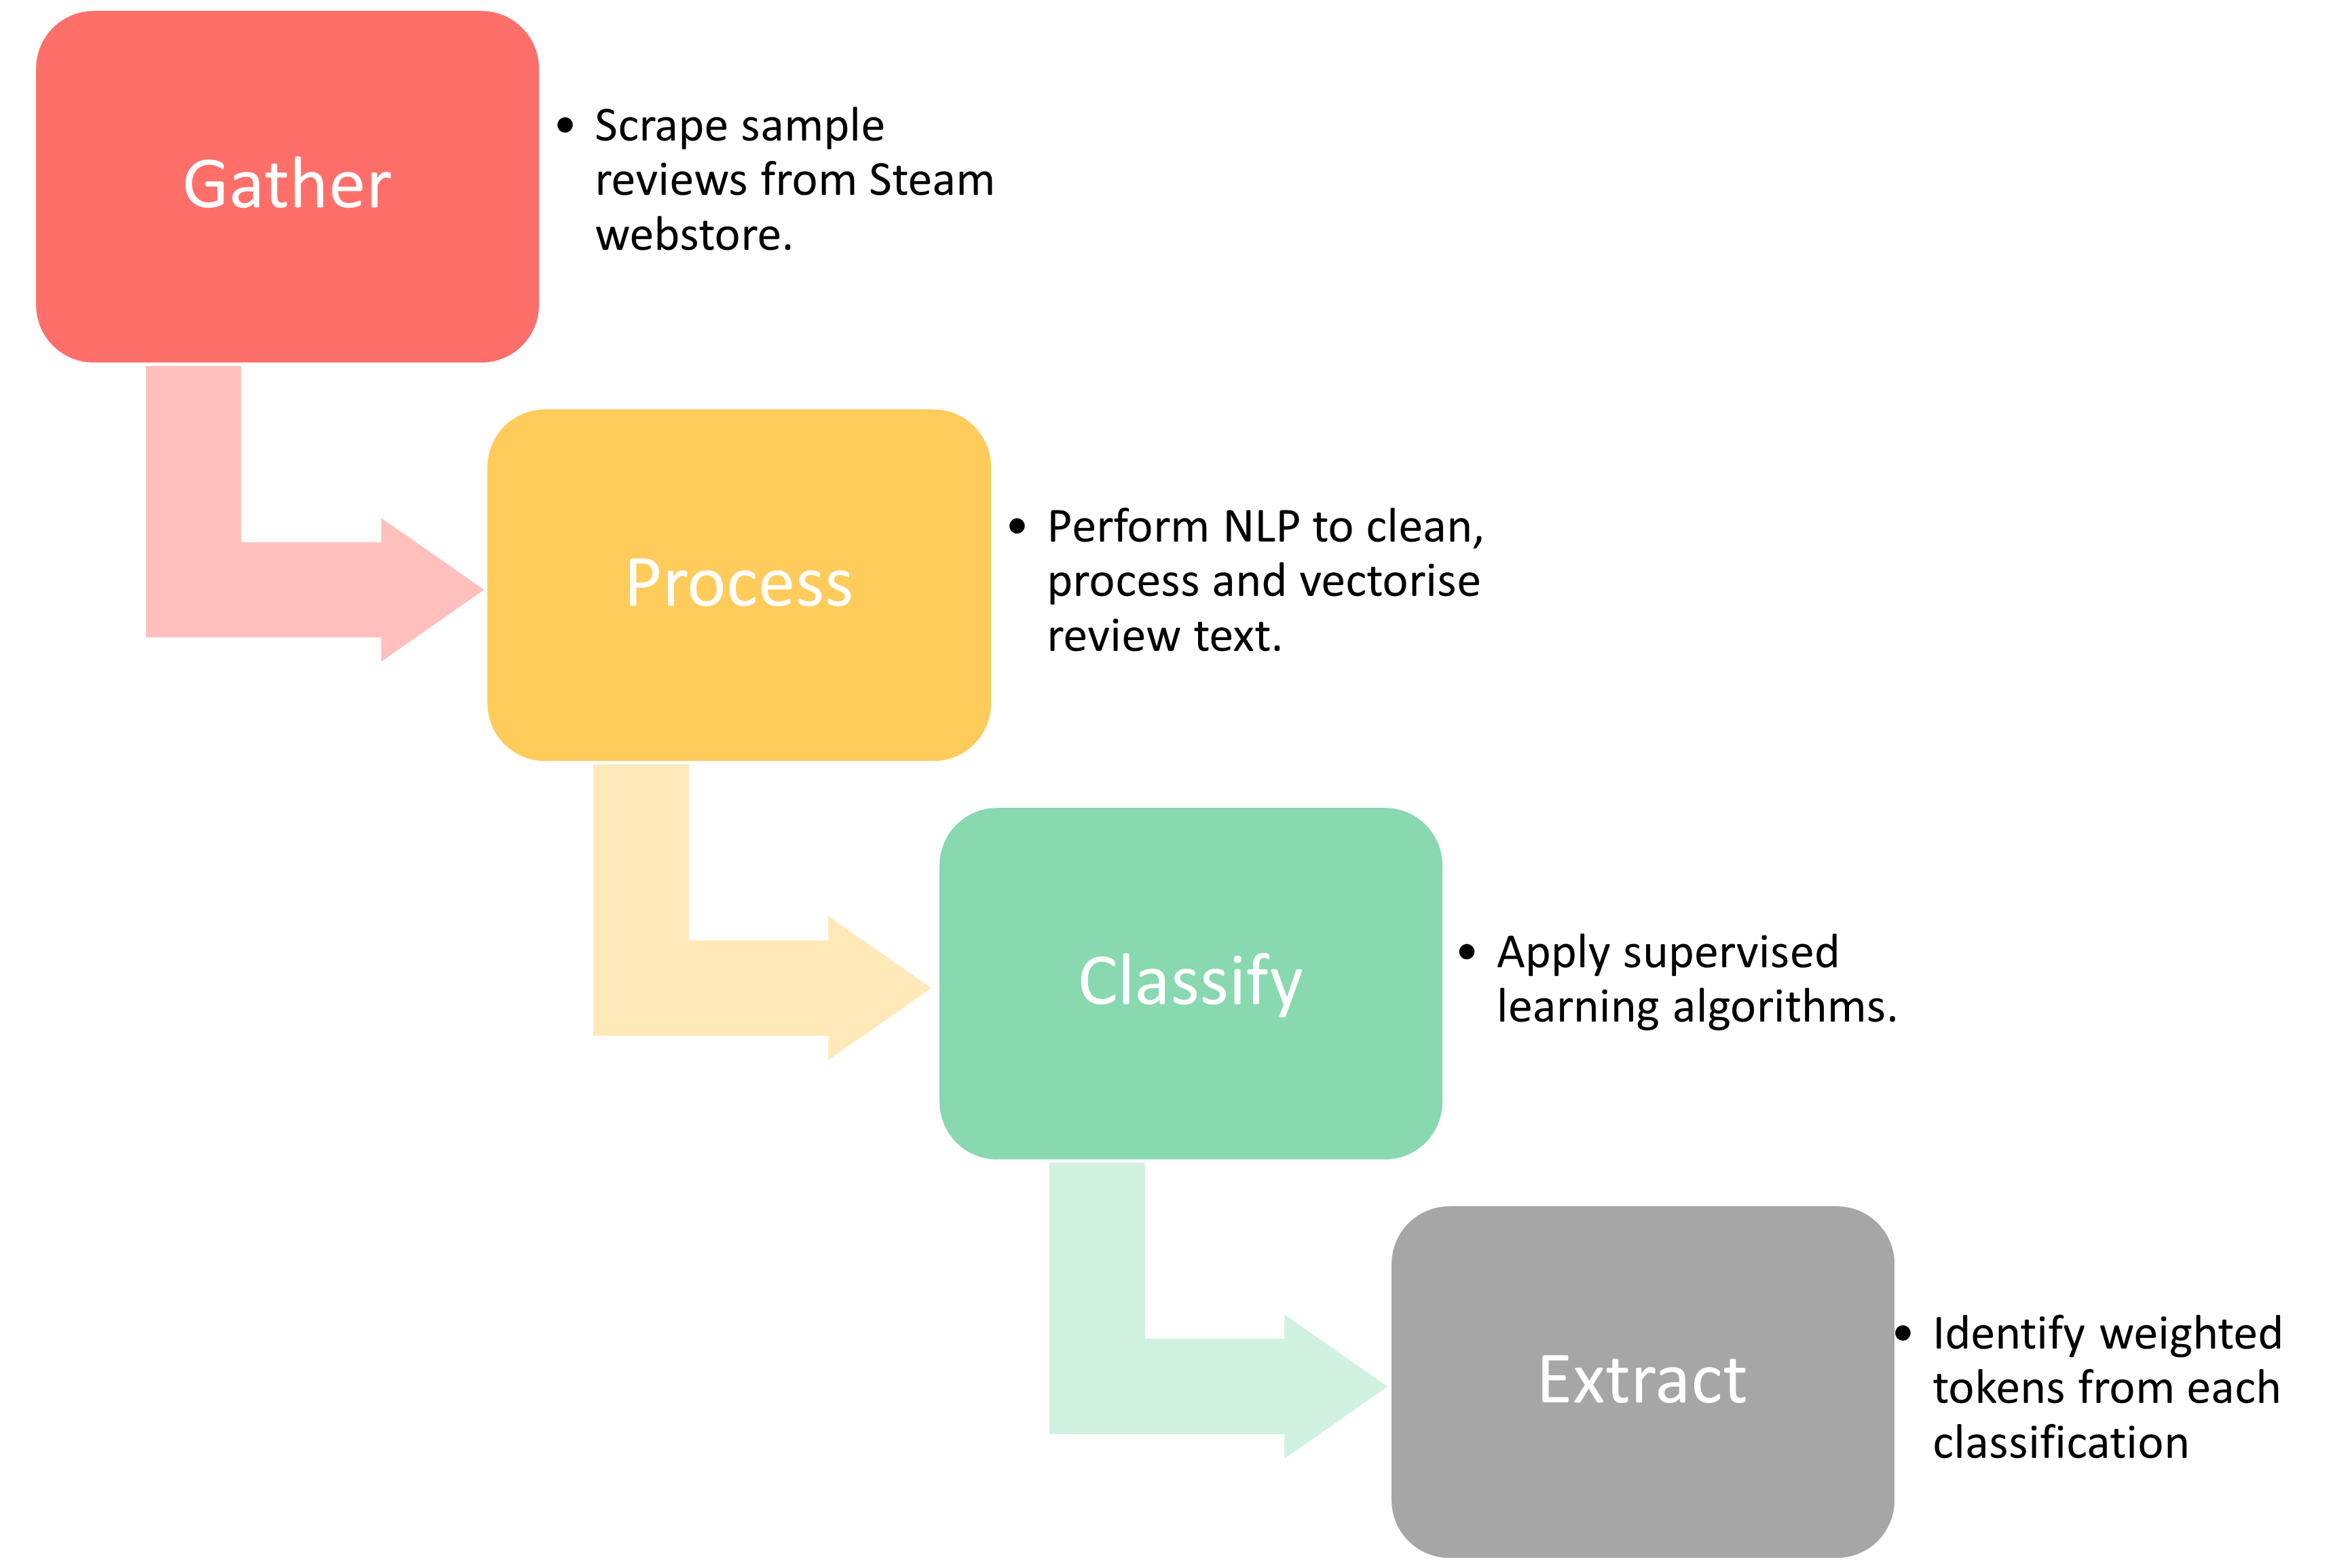 Gather
• Scrape sample
reviews from Steam
webstore.
Process
• Perform NLP to clean,
process and vectorise
review text.
Classify
• Apply supervised
learning algorithms.
Extract
• Identify weighted
tokens from each
classification